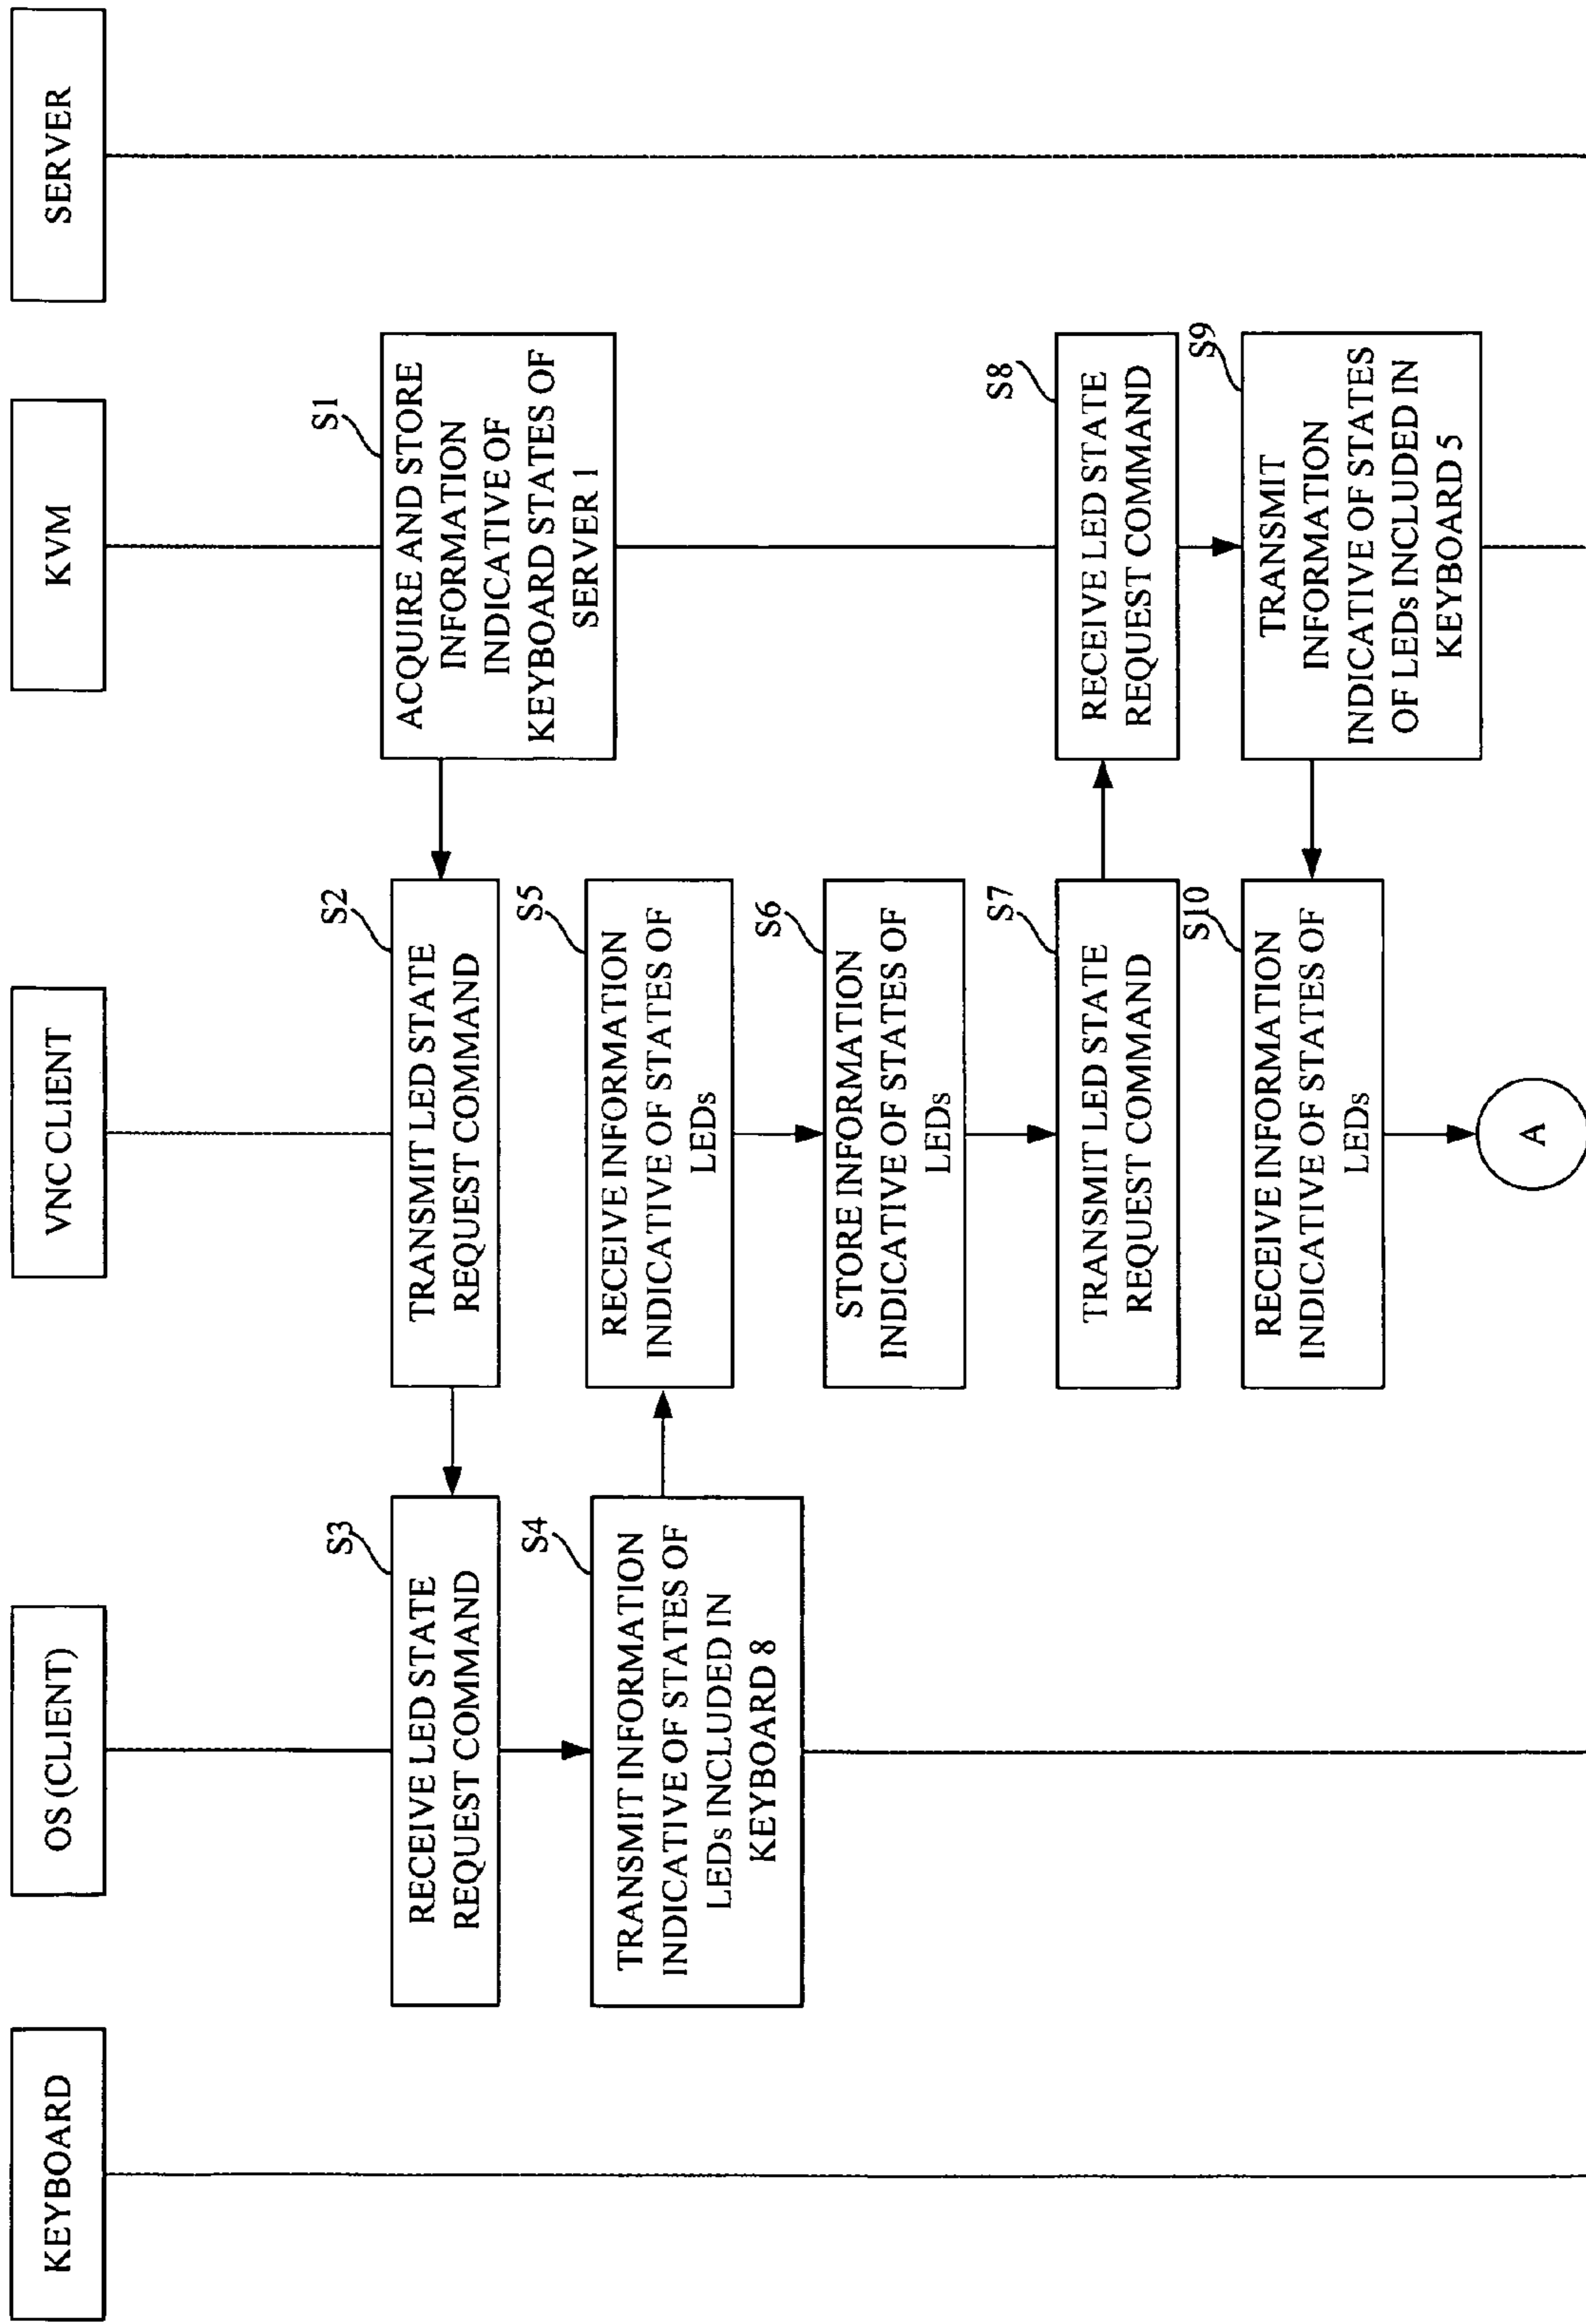 KEYBOARD
OS (CLIENT)
VNC CLIENT
KVM
SERVER
S1
ACQUIRE AND STORE
INFORMATION
INDICATIVE OF
KEYBOARD STATES OF
SERVER 1
S2
TRANSMIT LED STATE
REQUEST COMMAND
S3
RECEIVE LED STATE
REQUEST COMMAND
S4
TRANSMIT INFORMATION
INDICATIVE OF STATES OF
LEDs INCLUDED IN
KEYBOARD 8
S5
RECEIVE INFORMATION
INDICATIVE OF STATES OF
LEDs
S6
STORE INFORMATION
INDICATIVE OF STATES OF
LEDs
S7
TRANSMIT LED STATE
REQUEST COMMAND
S8
RECEIVE LED STATE
REQUEST COMMAND
S9
TRANSMIT
INFORMATION
INDICATIVE OF STATES
OF LEDs INCLUDED IN
KEYBOARD 5
S10
RECEIVE INFORMATION
INDICATIVE OF STATES OF
LEDs
A